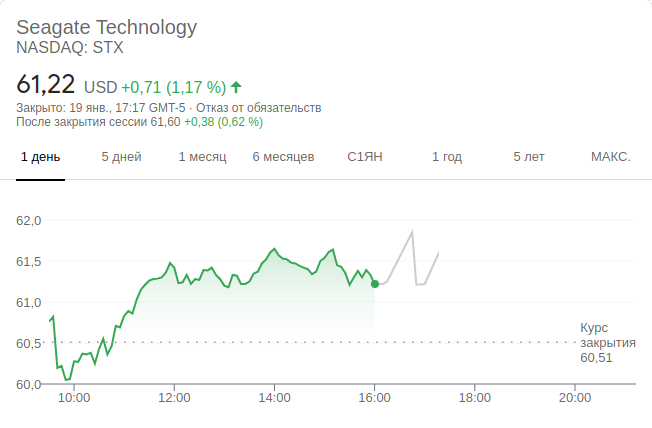 Seagate Technology
NASDAQ: STX
61,22 USD +0,71 (1,17 %)
Закрыто: 19 янв., 17:17 GMT-5 · Отказ от обязательств
После закрытия сессии 61,60 +0,38 (0,62 %)
1 день 5 дней 1 месяц 6 месяцев С1ЯН 1 год 5 лет МАКС.
62,0
61,5
61,0
60,5
60,0
Курс
закрытия
60,51
10:00 12:00 14:00 16:00 18:00 20:00